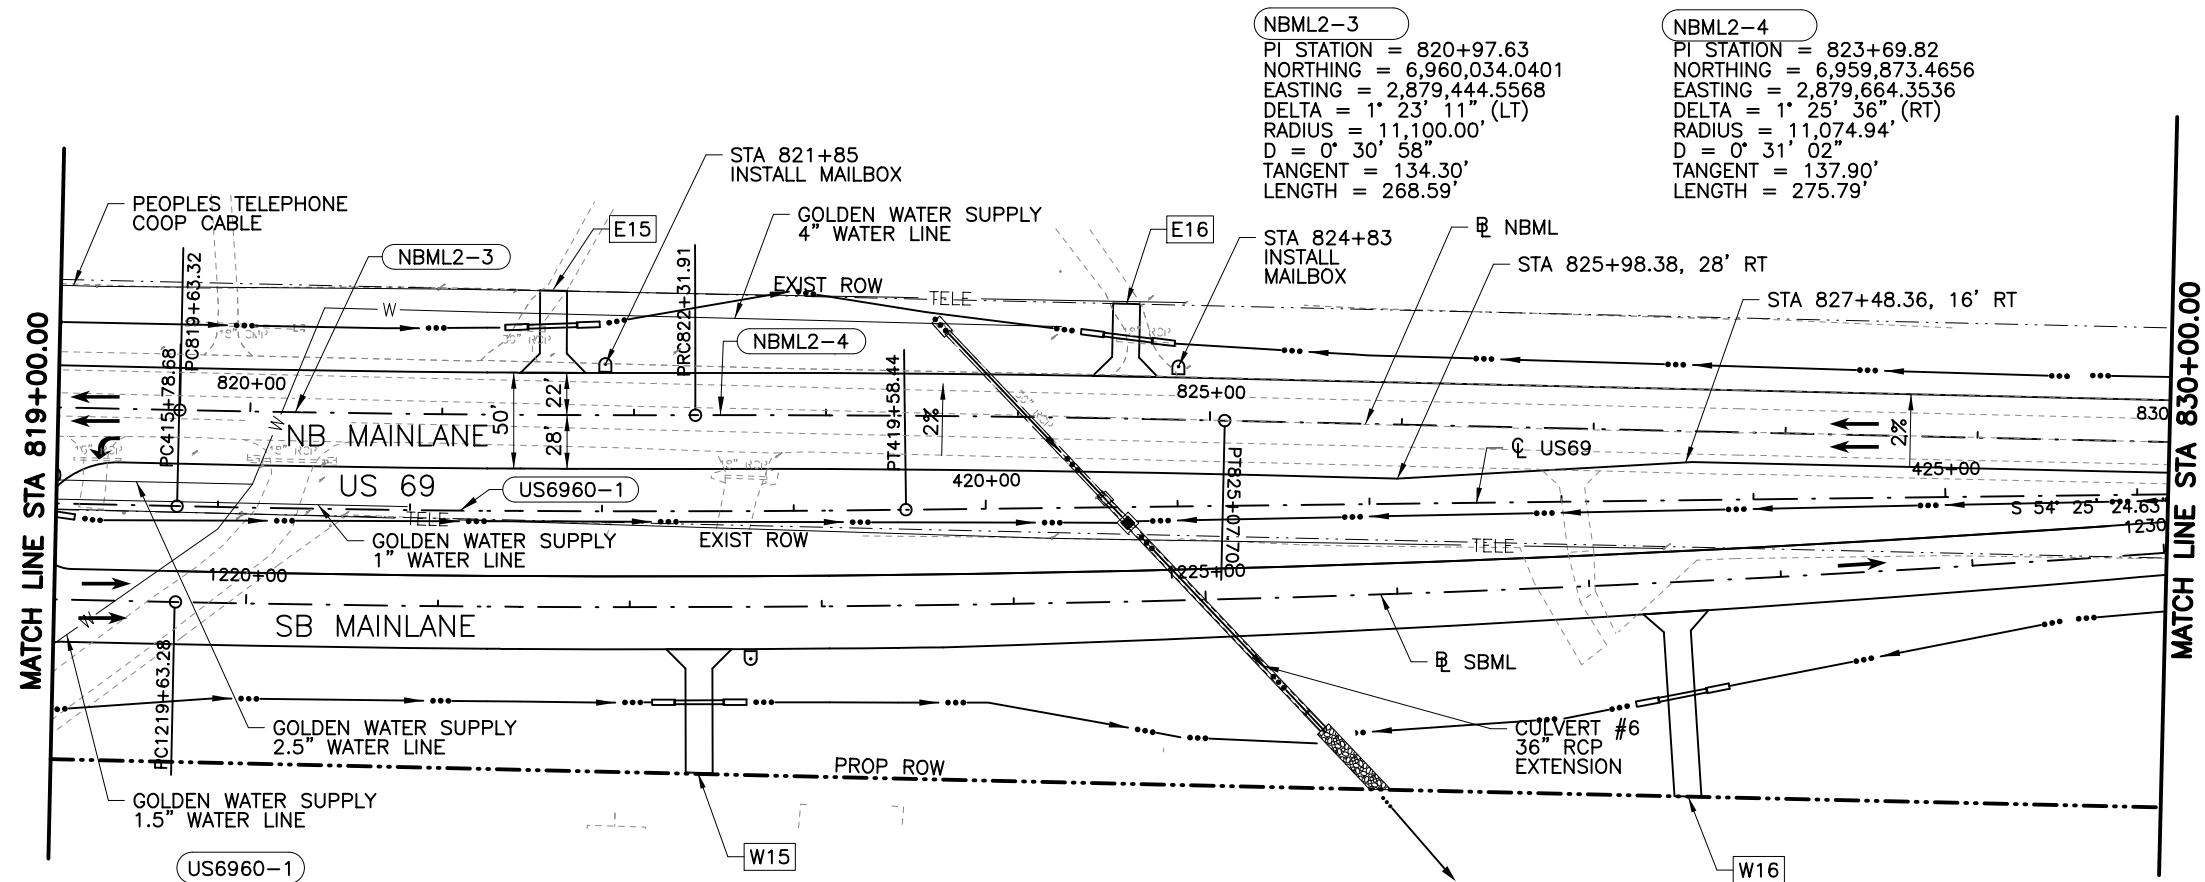 NBML2-3
PI STATION = 820+97.63
NORTHING = 6,960,034.0401
EASTING = 2,879,444.5568
DELTA = 1° 23' 11" (LT)
RADIUS = 11,100.00'
D = 0° 30' 58"
TANGENT = 134.30'
LENGTH = 268.59'
NBML2-4
PI STATION = 823+69.82
NORTHING = 6,959,873.4656
EASTING = 2,879,664.3536
DELTA = 1° 25' 36" (RT)
RADIUS = 11,074.94'
D = 0° 31' 02"
TANGENT = 137.90'
LENGTH = 275.79'
STA 821+85
INSTALL MAILBOX
PEOPLES TELEPHONE
COOP CABLE
GOLDEN WATER SUPPLY
4" WATER LINE
E15
E16
STA 824+83
INSTALL
MAILBOX
℄ NBML
STA 825+98.38, 28' RT
STA 827+48.36, 16' RT
NBML2-3
PC819+63.32
PRC822+31.91
EXIST ROW
TELE
W
18" CMP
NBML2-4
PC415+78.68
PT419+58.44
820+00
825+00
830
22'
50'
28'
2%
2%
W
NB MAINLANE
18" RCP
18" RCP
18" RCP
℄ US69
425+00
US 69
US6960-1
420+00
PT825+07.70
TELE
S 54° 25' 24.63"
1230
GOLDEN WATER SUPPLY
1" WATER LINE
EXIST ROW
TELE
1220+00
1225+00
W
SB MAINLANE
PC1219+63.28
SBML
GOLDEN WATER SUPPLY
2.5" WATER LINE
CULVERT #6
36" RCP
EXTENSION
PROP ROW
GOLDEN WATER SUPPLY
1.5" WATER LINE
W15
W16
US6960-1
MATCH LINE STA 819+00.00
MATCH LINE STA 830+00.00